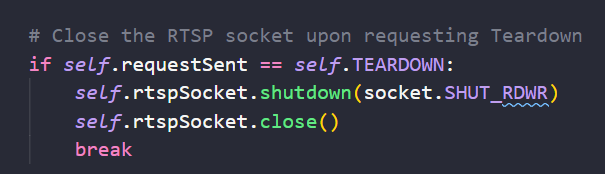 # Close the RTSP socket upon requesting Teardown
if self.requestSent == self.TEARDOWN:
    self.rtspSocket.shutdown(socket.SHUT_RDWR)
    self.rtspSocket.close()
    break